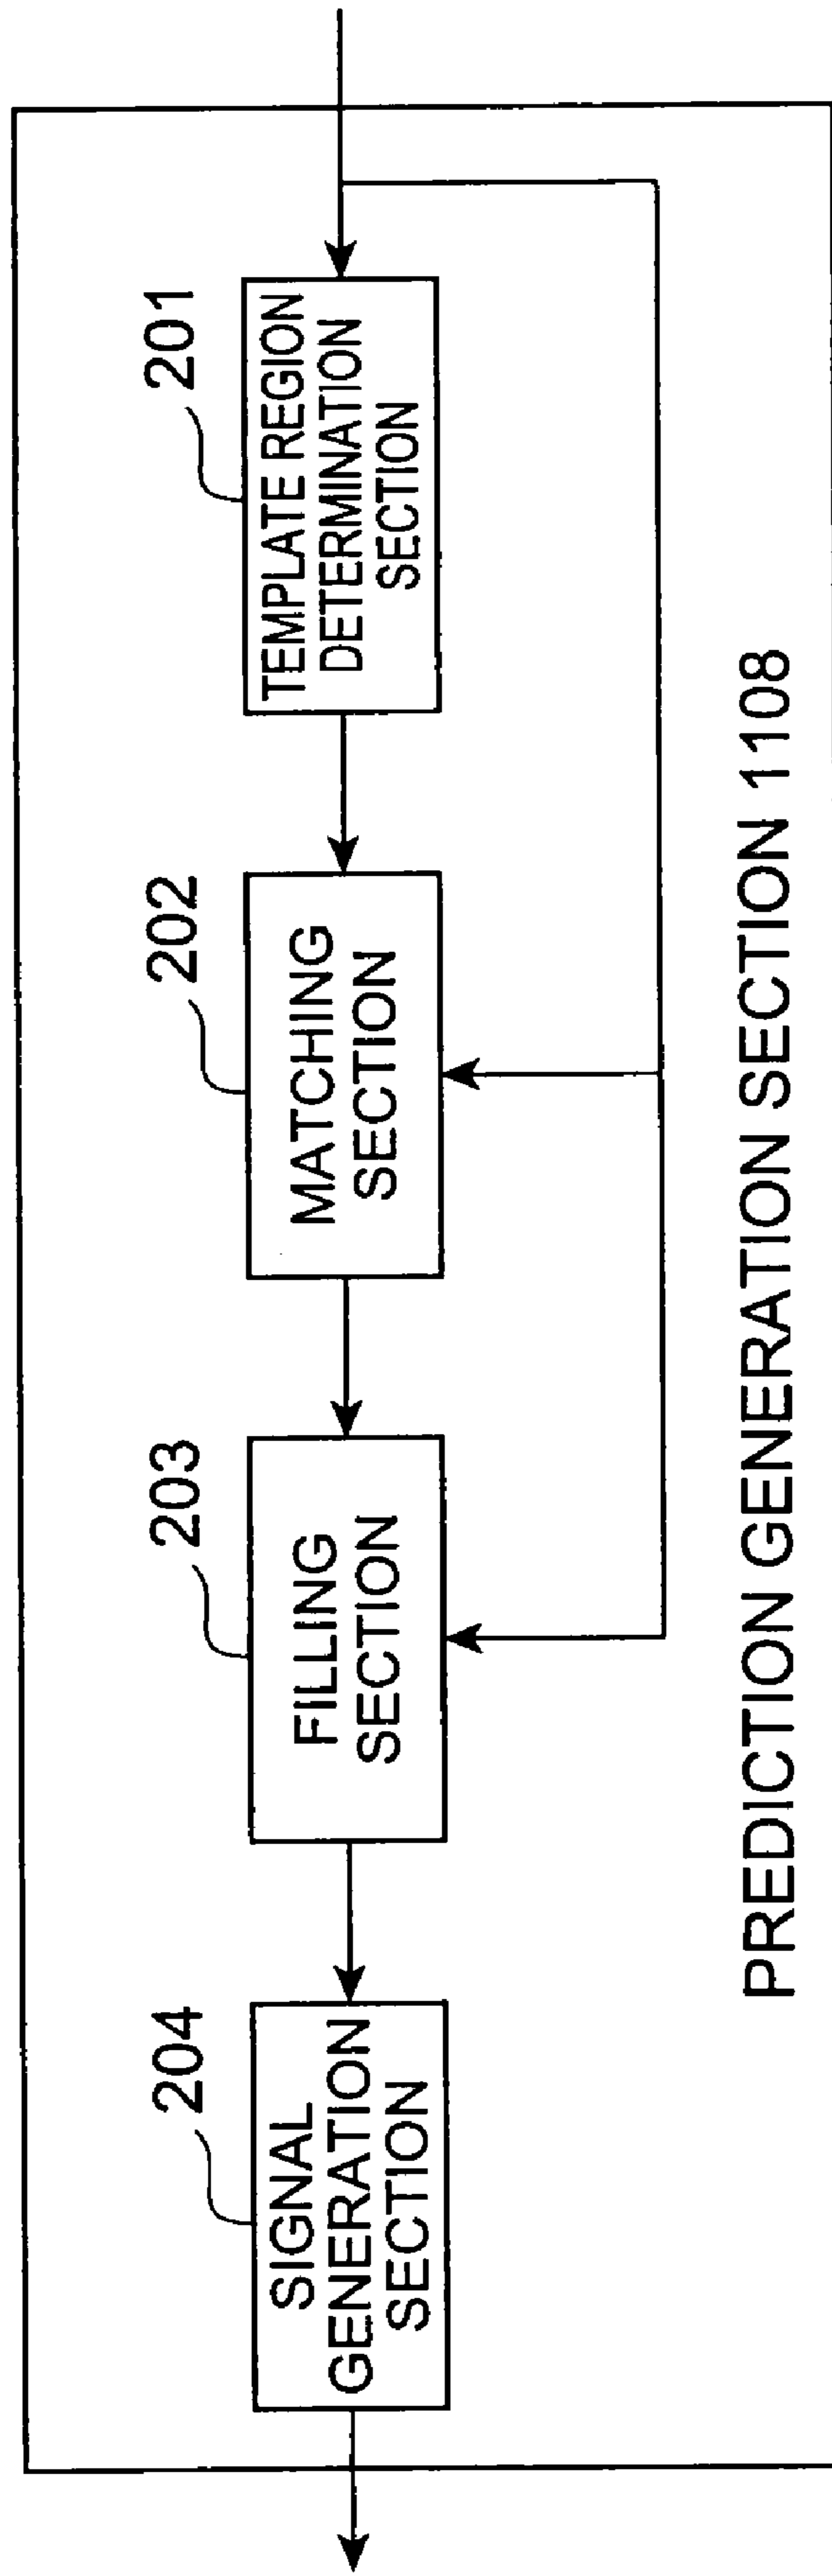 204
SIGNAL
GENERATION
SECTION
203
FILLING
SECTION
202
MATCHING
SECTION
201
TEMPLATE REGION
DETERMINATION
SECTION
PREDICTION GENERATION SECTION 1108